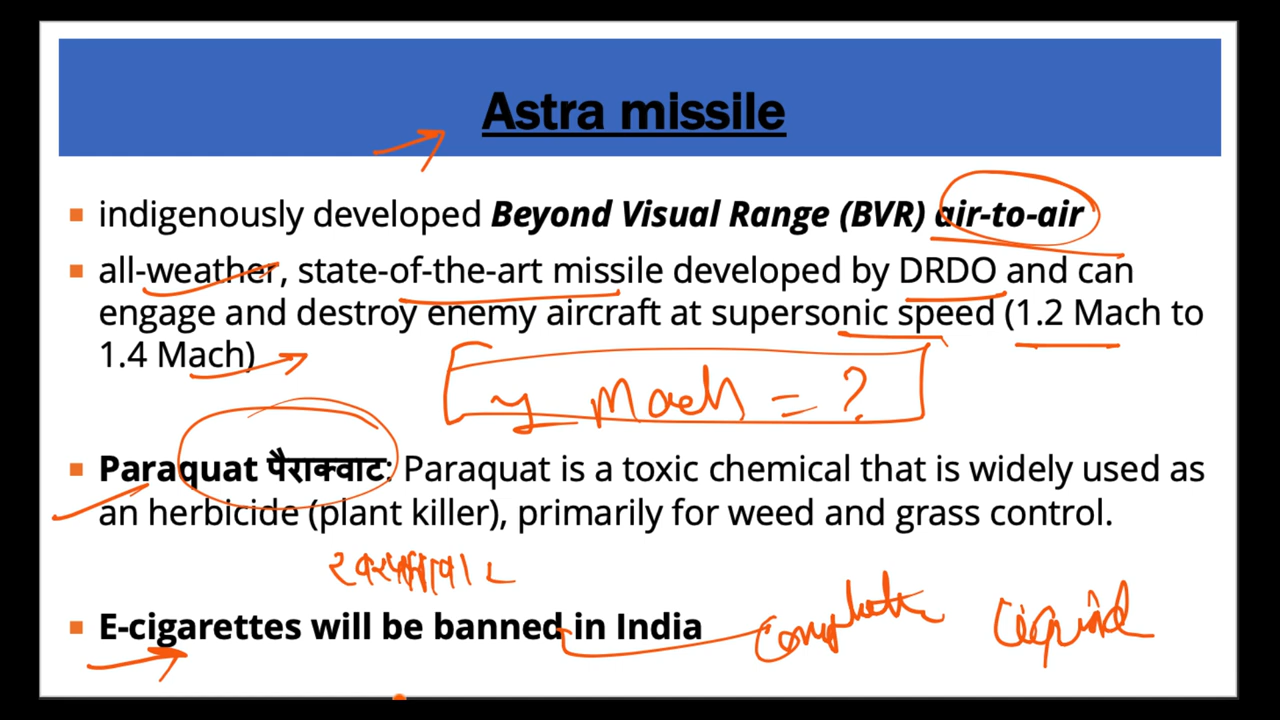 Astra missile
indigenously developed Beyond Visual Range (BVR) air-to-air
all-weather, state-of-the-art missile developed by DRDO and can
engage and destroy enemy aircraft at supersonic speed (1.2 Mach to
1.4 Mach)
Mach = ?
Paraquat पैराक्वाट: Paraquat is a toxic chemical that is widely used as
an herbicide (plant killer), primarily for weed and grass control.
E-cigarettes will be banned in India
liquid